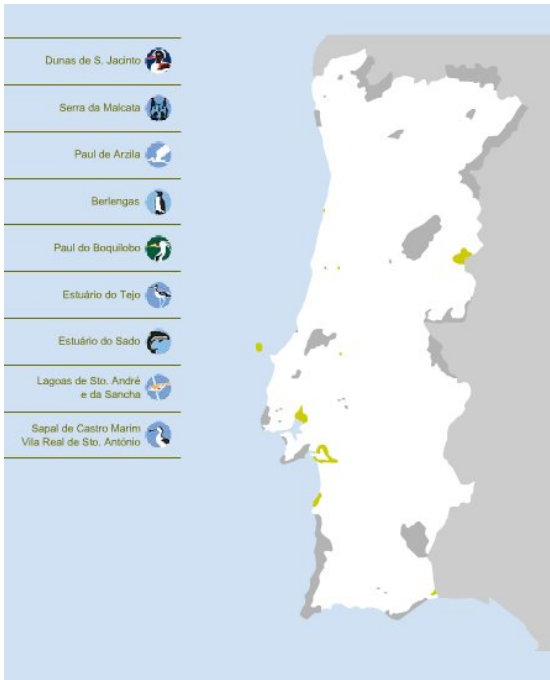 Dunas de S. Jacinto
Serra da Malcata
Paul de Arzila
Berlengas
Paul do Boquilobo
Estuário do Tejo
Estuário do Sado
Lagoas de Sto. André
e da Sancha
Sapal de Castro Marim
Vila Real de Sto. António